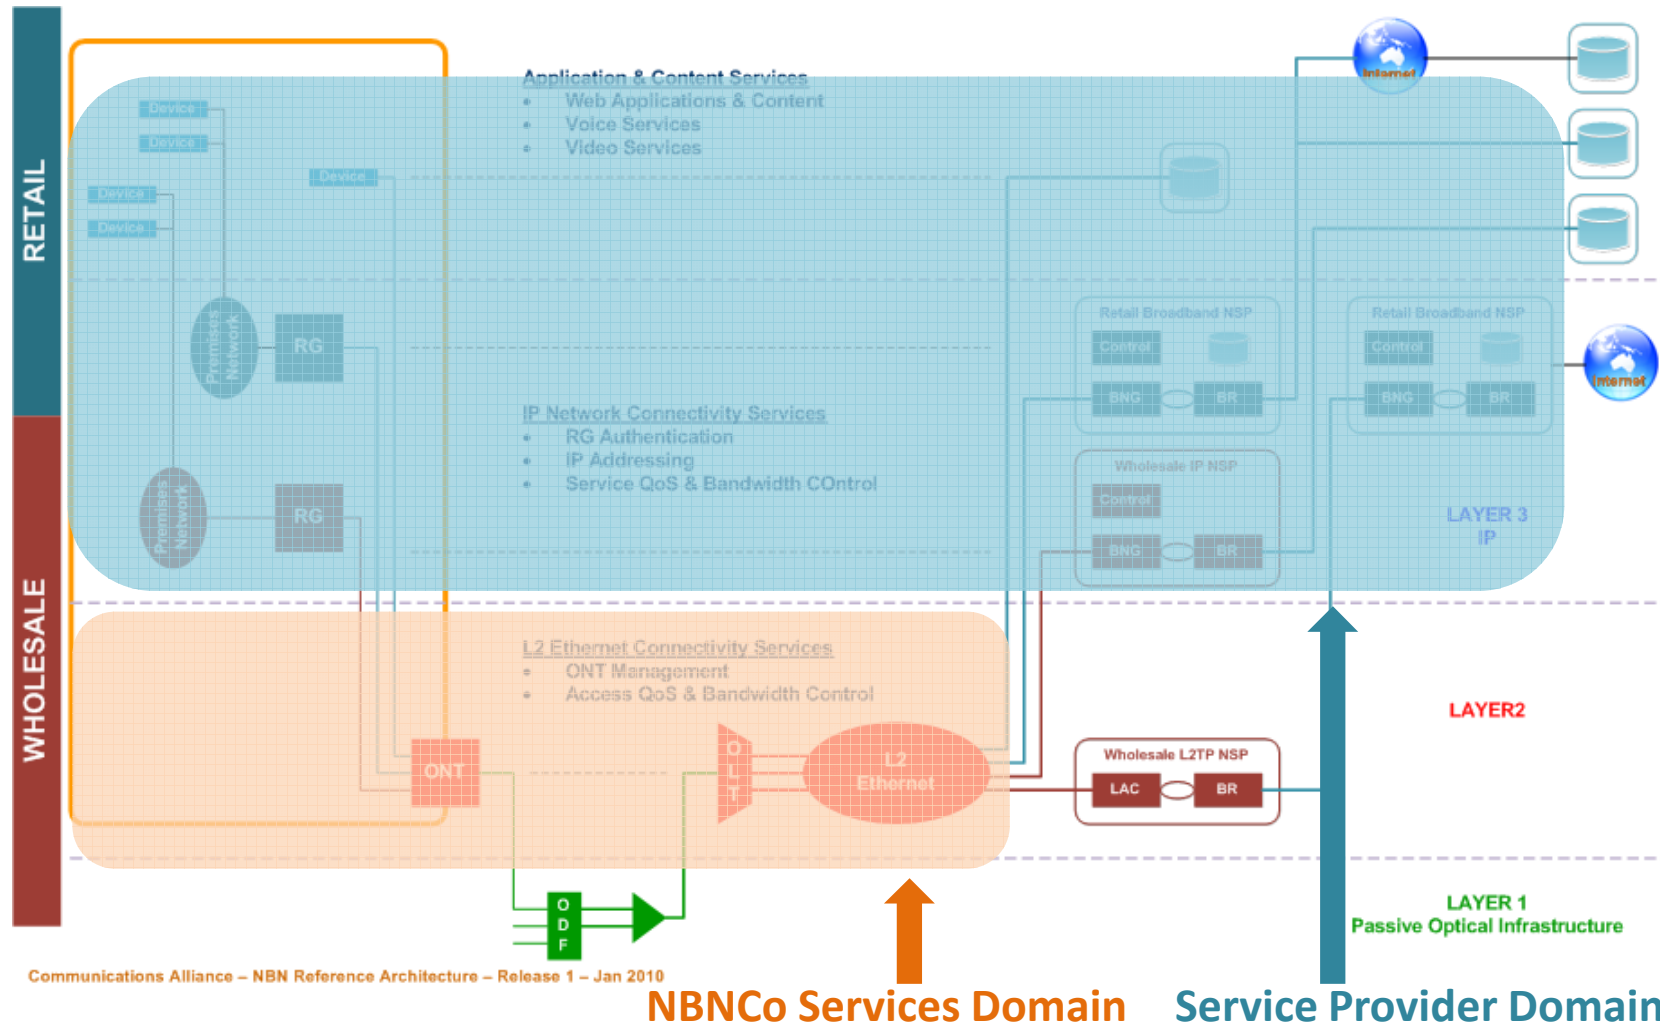 RETAIL
WHOLESALE
Application & Content Services
• Web Applications & Content
• Voice Services
• Video Services
Device
Device
Device
Device
Device
Internet
Premises
Network
RG
Retail Broadband NSP
Control
BNG
BR
Retail Broadband NSP
Control
BNG
BR
Internet
IP Network Connectivity Services
• RG Authentication
• IP Addressing
• Service QoS & Bandwidth COntrol
Premises
Network
RG
Wholesale IP NSP
Control
BNG
BR
LAYER 3
IP
L2 Ethernet Connectivity Services
• ONT Management
• Access QoS & Bandwidth Control
ONT
OLT
L2
Ethernet
LAYER2
Wholesale L2TP NSP
LAC
BR
ODF
LAYER 1
Passive Optical Infrastructure
Communications Alliance – NBN Reference Architecture – Release 1 – Jan 2010
NBNCo Services Domain
Service Provider Domain